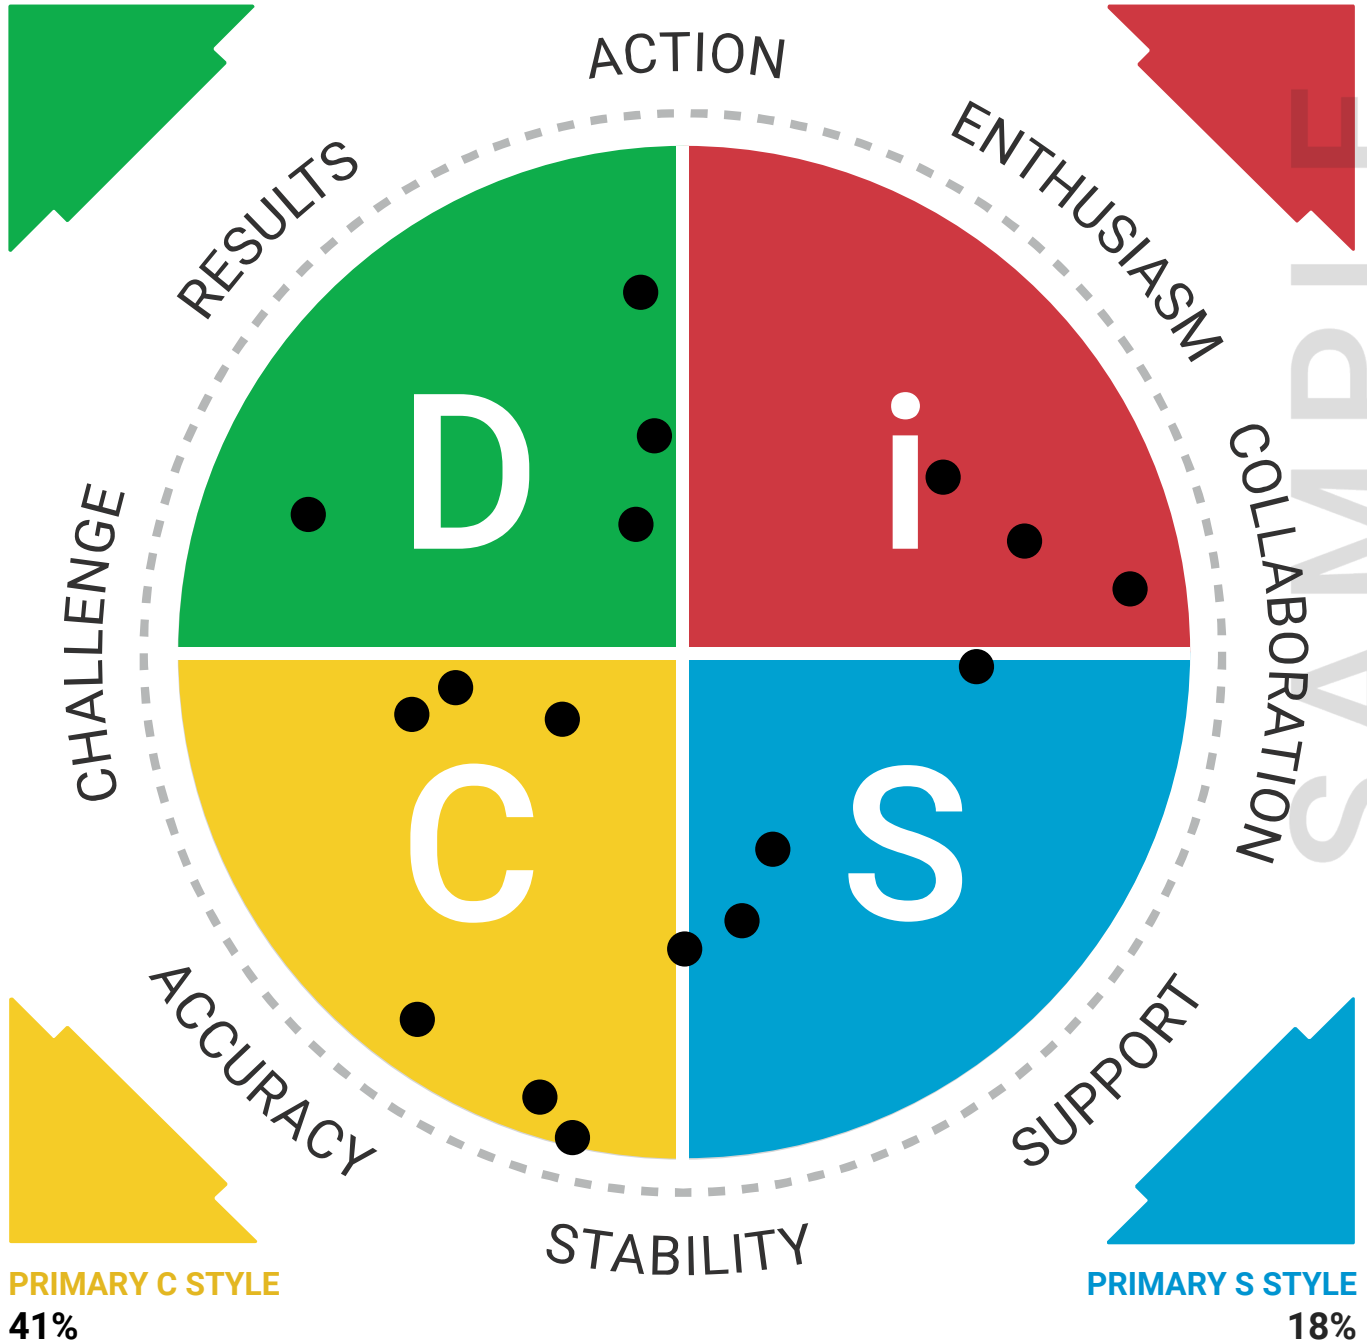 ACTION
RESULTS
ENTHUSIASM
D
i
CHALLENGE
COLLABORATION
SAMPLE
C
S
ACCURACY
SUPPORT
STABILITY
PRIMARY C STYLE
PRIMARY S STYLE
41%
18%